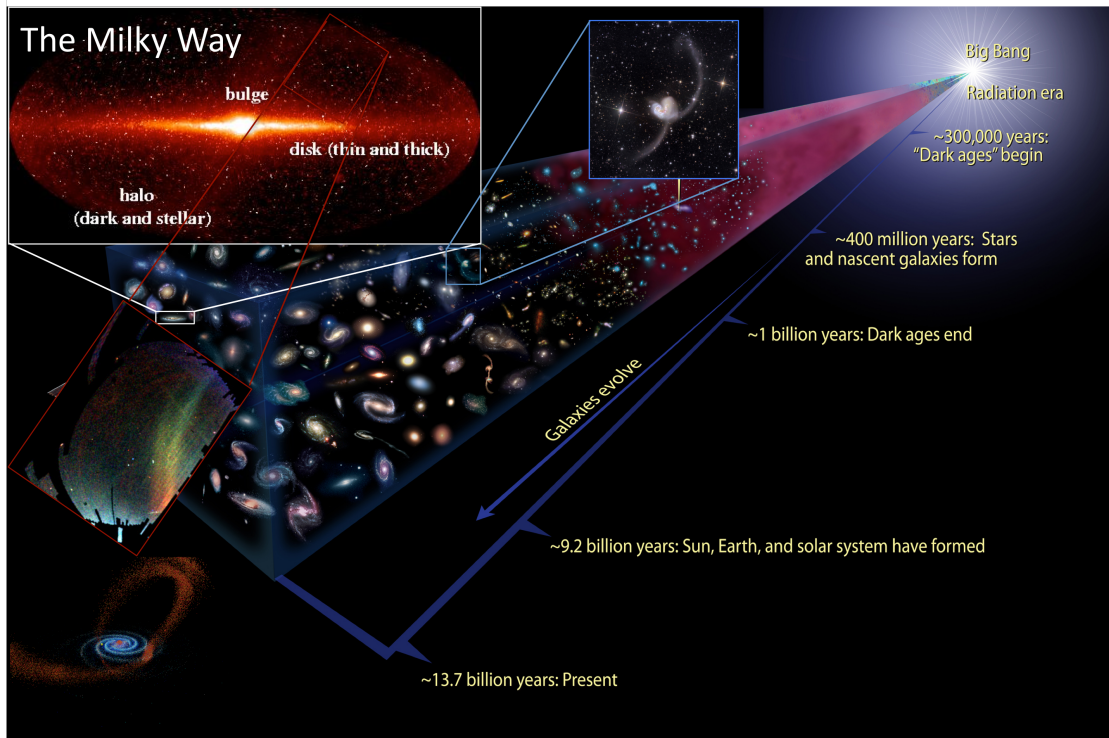 The Milky Way
bulge
disk (thin and thick)
halo
(dark and stellar)
Big Bang
Radiation era
~300,000 years:
“Dark ages” begin
~400 million years:  Stars
and nascent galaxies form
~1 billion years: Dark ages end
Galaxies evolve
~9.2 billion years: Sun, Earth, and solar system have formed
~13.7 billion years: Present